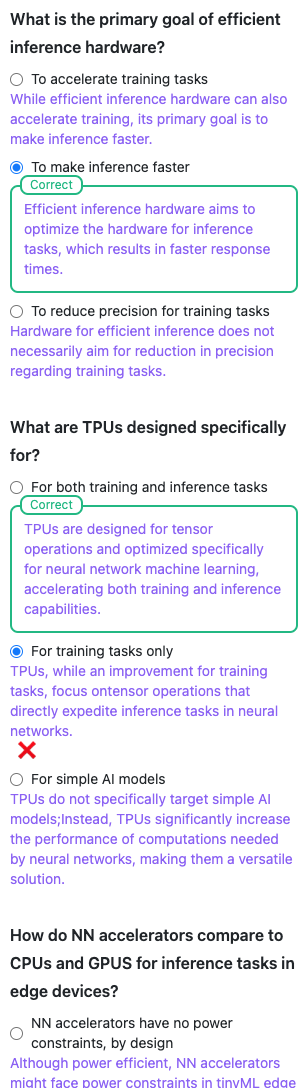 What is the primary goal of efficient
inference hardware?
To accelerate training tasks
While efficient inference hardware can also
accelerate training, its primary goal is to
make inference faster.
To make inference faster
Correct
Efficient inference hardware aims to
optimize the hardware for inference
tasks, which results in faster response
times.
To reduce precision for training tasks
Hardware for efficient inference does not
necessarily aim for reduction in precision
regarding training tasks.
What are TPUs designed specifically
for?
For both training and inference tasks
Correct
TPUs are designed for tensor
operations and optimized specifically
for neural network machine learning,
accelerating both training and inference
capabilities.
For training tasks only
TPUs, while an improvement for training
tasks, focus ontensor operations that
directly expedite inference tasks in neural
networks.
For simple AI models
TPUs do not specifically target simple AI
models;Instead, TPUs significantly increase
the performance of computations needed
by neural networks, making them a versatile
solution.
How do NN accelerators compare to
CPUs and GPUS for inference tasks in
edge devices?
NN accelerators have no power
constraints, by design
Although power efficient, NN accelerators
might face power constraints in tinyML edge